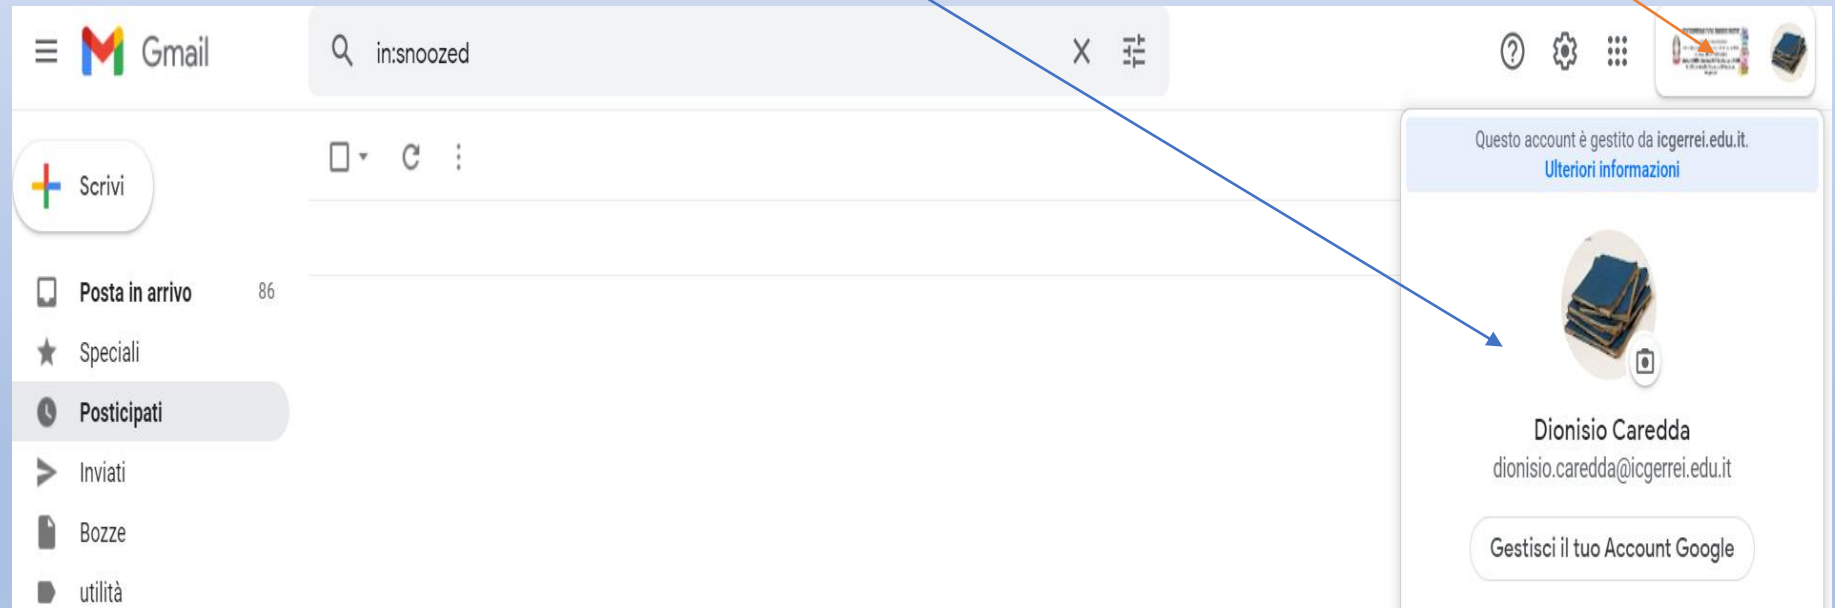 Gmail
in:snoozed
Scrivi
Posta in arrivo 86
Speciali
Posticipati
Inviati
Bozze
utilità
Questo account è gestito da icgerrei.edu.it.
Ulteriori informazioni
Dionisio Caredda
dionisio.caredda@icgerrei.edu.it
Gestisci il tuo Account Google